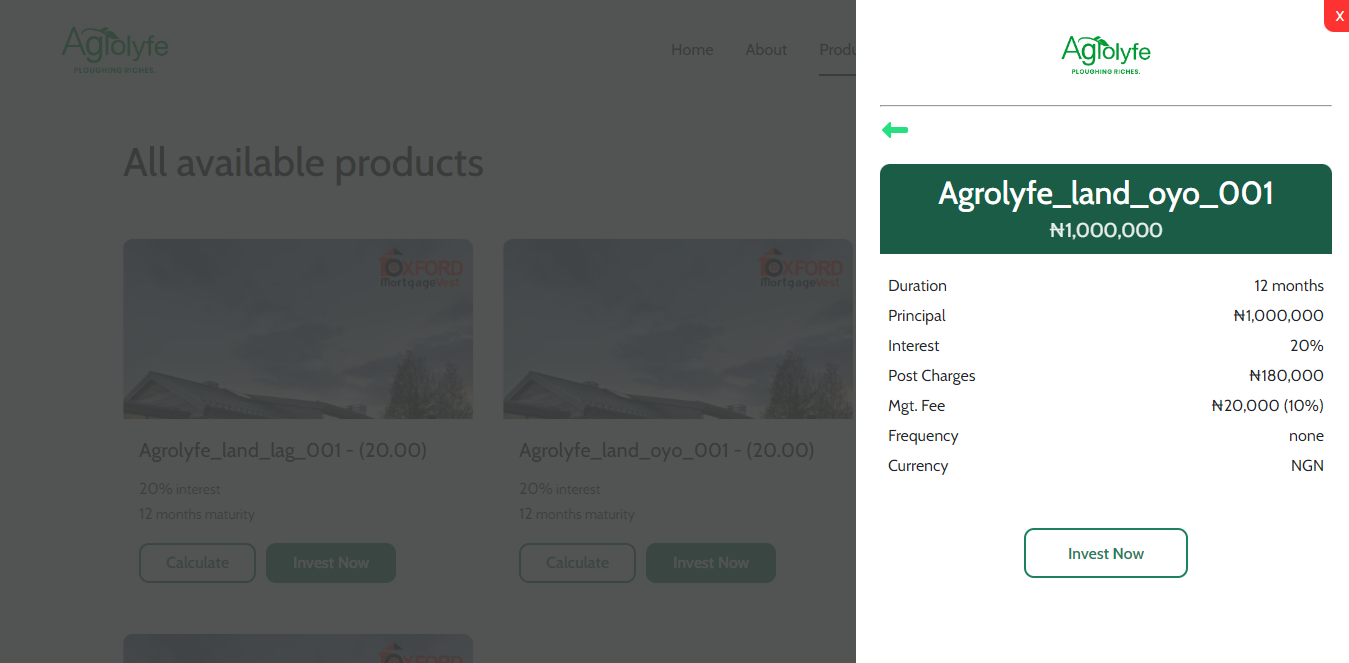 Agrolyfe
PLOUGHING RICHES.
Home About Produ
All available products
OXFORD
MortgageVest
OXFORD
MortgageVest
Agrolyfe_land_lag_001 - (20.00)
20% interest
12 months maturity
Calculate Invest Now
Agrolyfe_land_oyo_001 - (20.00)
20% interest
12 months maturity
Calculate Invest Now
OXFORD
X
Agrolyfe
PLOUGHING RICHES.
Agrolyfe_land_oyo_001
₦1,000,000
Duration 12 months
Principal ₦1,000,000
Interest 20%
Post Charges ₦180,000
Mgt. Fee ₦20,000 (10%)
Frequency none
Currency NGN
Invest Now